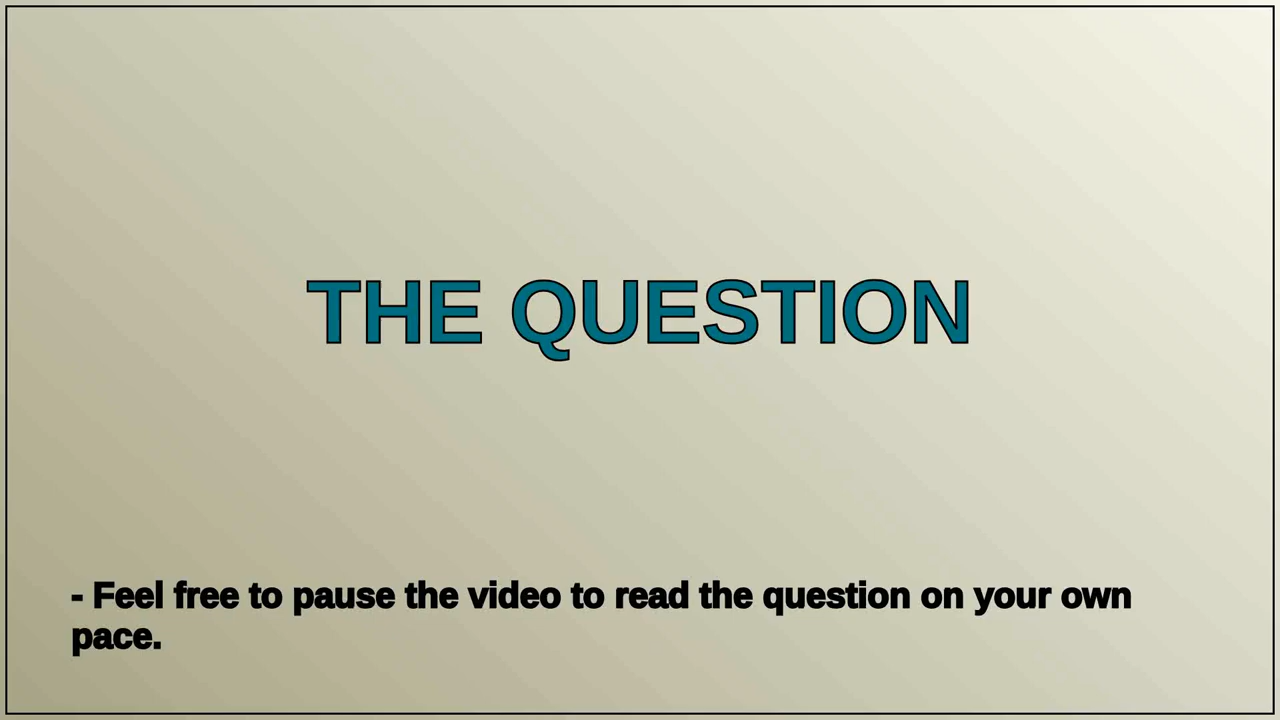 THE QUESTION
- Feel free to pause the video to read the question on your own
pace.